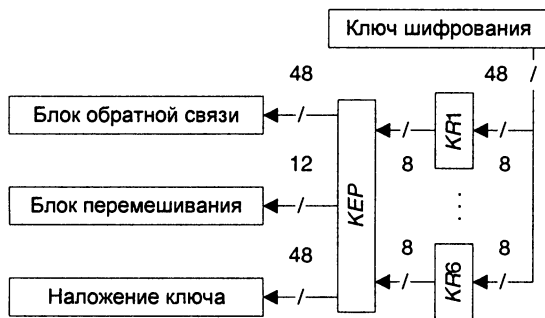 Ключ шифрования
48 48
Блок обратной связи
KR1
12 8 8
Блок перемешивания
KEP
48 8 8
Наложение ключа
KR6